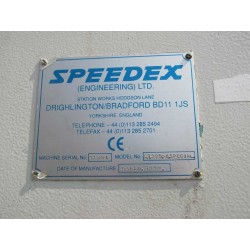 SPEEDEX
(ENGINEERING) LTD.
STATION WORKS HODGSON LANE
DRIGHLINGTON/BRADFORD BD11 1JS
YORKSHIRE, ENGLAND
TELEPHONE – 44 (0)113 285 2494
TELEFAX – 44 (0)113 285 2701
MACHINE SERIAL No
MODEL No
DATE OF MANUFACTURE